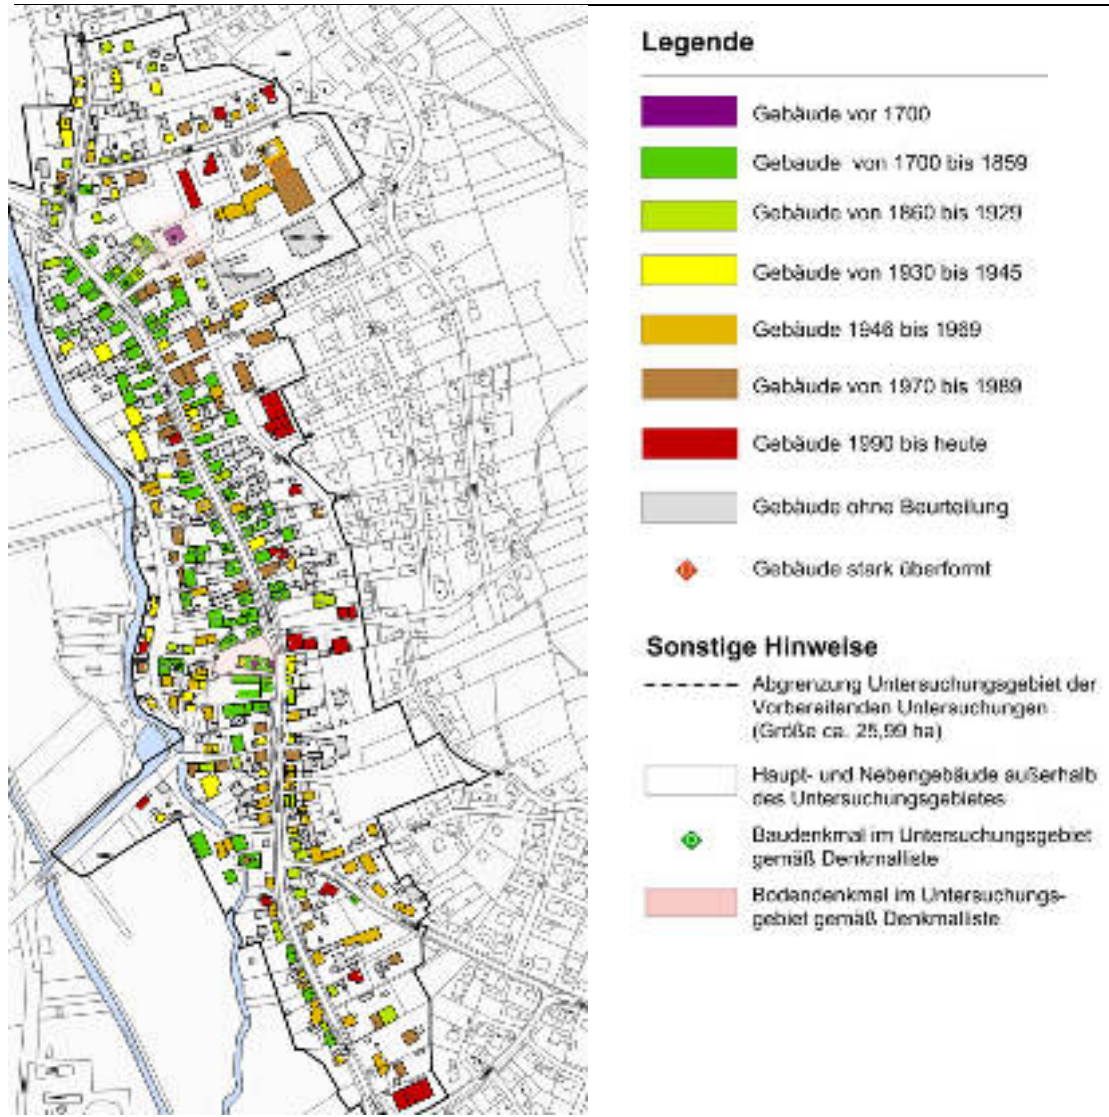 Legende
Gebäude vor 1700
Gebaude von 1700 bis 1859
Gebäude von 1860 bis 1929
Gebäude von 1930 bis 1945
Gebäude 1946 bis 1969
Gebäude von 1970 bis 1989
Gebäude 1990 bis heute
Gebäude ohne Beurteilung
Gebäude stark überformt
Sonstige Hinweise
Abgrenzung Untersuchungsgebiet der
Vorbereitenden Untersuchungen
(Größe ca. 25,99 ha)
Haupt- und Nebengebäude außerhalb
des Untersuchungsgebietes
Baudenkmal im Untersuchungsgebiet
gemäß Denkmalliste
Bodendenkmal im Untersuchungs-
gebiet gemäß Denkmalliste